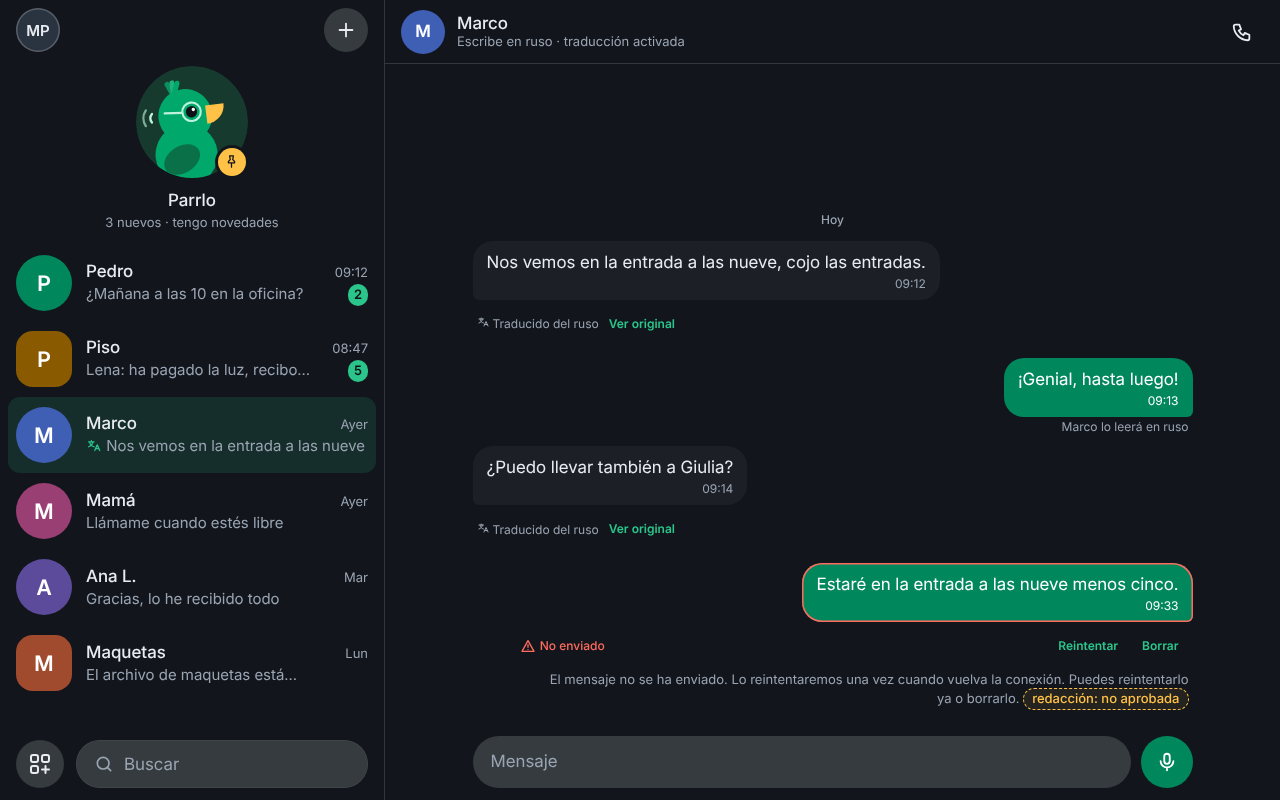 MP
Parrlo
3 nuevos · tengo novedades
P
Pedro
09:12
¿Mañana a las 10 en la oficina?
2
P
Piso
08:47
Lena: ha pagado la luz, recibo...
5
M
Marco
Ayer
Nos vemos en la entrada a las nueve
M
Mamá
Ayer
Llámame cuando estés libre
A
Ana L.
Mar
Gracias, lo he recibido todo
M
Maquetas
Lun
El archivo de maquetas está...
Buscar
M
Marco
Escribe en ruso · traducción activada
Hoy
Nos vemos en la entrada a las nueve, cojo las entradas.
09:12
Traducido del ruso Ver original
¡Genial, hasta luego!
09:13
Marco lo leerá en ruso
¿Puedo llevar también a Giulia?
09:14
Traducido del ruso Ver original
Estaré en la entrada a las nueve menos cinco.
09:33
No enviado Reintentar Borrar
El mensaje no se ha enviado. Lo reintentaremos una vez cuando vuelva la conexión. Puedes reintentarlo
ya o borrarlo. redacción: no aprobada
Mensaje